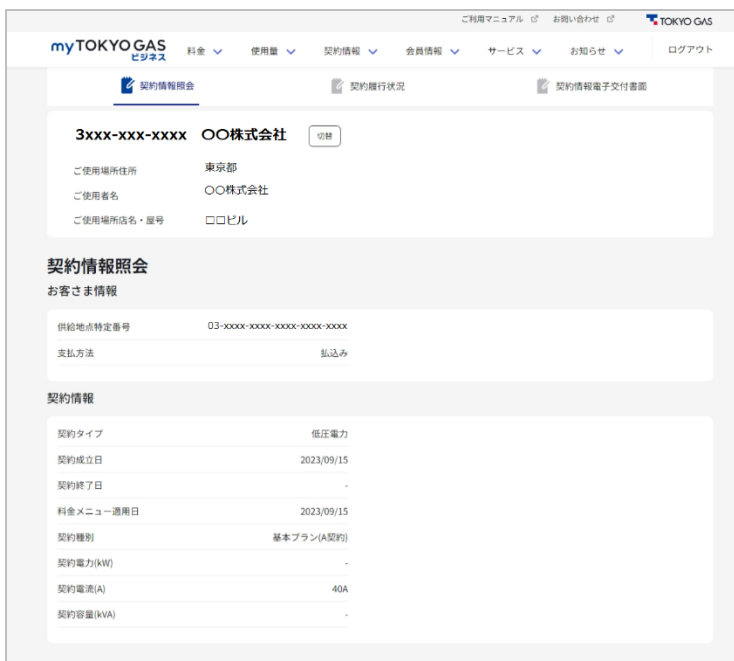 ご利用マニュアル お問い合わせ TOKYO GAS
myTOKYO GAS
ビジネス
料金 使用量 契約情報 会員情報 サービス お知らせ ログアウト
契約情報照会 契約履行状況 契約情報電子交付書面
3xxx-xxx-xxxx 〇〇株式会社 切替
ご使用場所住所 東京都
ご使用者名 〇〇株式会社
ご使用場所店名・屋号 □□ビル
契約情報照会
お客さま情報
供給地点特定番号 03-xxxx-xxxx-xxxx-xxxx-xxxx
支払方法 払込み
契約情報
契約タイプ 低圧電力
契約成立日 2023/09/15
契約終了日 -
料金メニュー適用日 2023/09/15
契約種別 基本プラン(A契約)
契約電力(kW) -
契約電流(A) 40A
契約容量(kVA) -